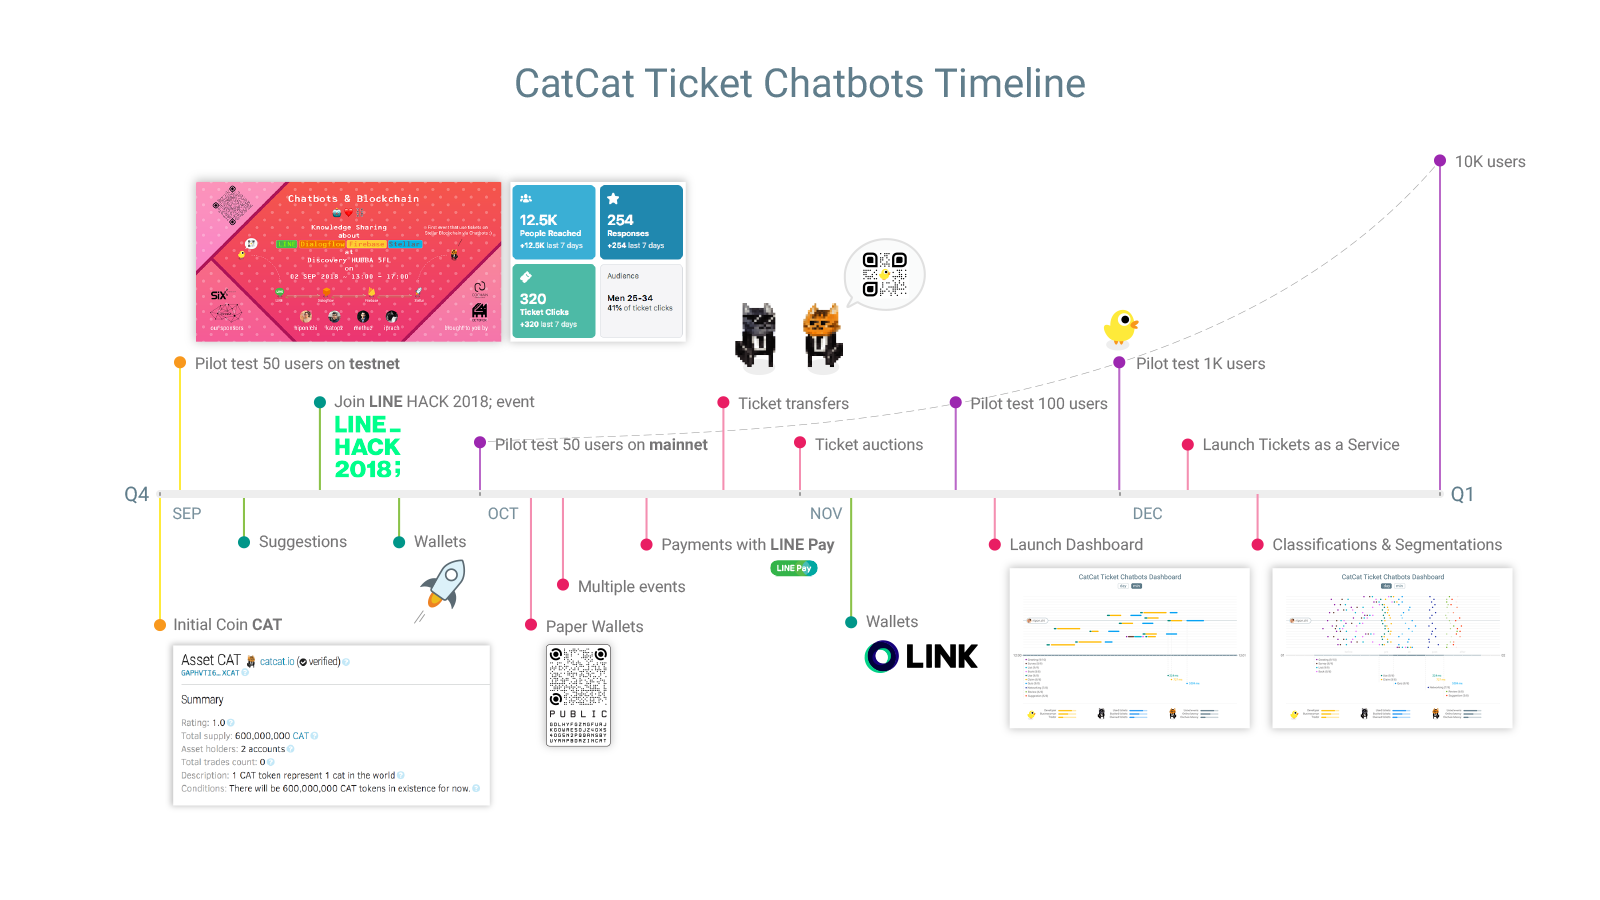 CatCat Ticket Chatbots Timeline
10K users
Chatbots & Blockchain
Knowledge Sharing
about
LINE Dialogflow Firebase Stellar
at
Discovery HUBBA 5FL
on
02 SEP 2018 - 13:00 - 17:00
SIX
12.5K
People Reached
+12.5K last 7 days
254
Responses
+254 last 7 days
320
Ticket Clicks
+320 last 7 days
Audience
Men 25-34
41% of ticket clicks
Pilot test 50 users on testnet
Pilot test 1K users
Join LINE HACK 2018; event
LINE_
HACK
2018;
Ticket transfers
Pilot test 100 users
Pilot test 50 users on mainnet
Ticket auctions
Launch Tickets as a Service
Q4
Q1
SEP
OCT
NOV
DEC
Suggestions
Wallets
Payments with LINE Pay
LINE Pay
Launch Dashboard
Classifications & Segmentations
Multiple events
Initial Coin CAT
Paper Wallets
Wallets
LINK
Asset CAT catcat.io (verified)
GAPHVTI6…XCAT
Summary
Rating: 1.0
Total supply: 600,000,000 CAT
Asset holders: 2 accounts
Total trades count: 0
Description: 1 CAT token represent 1 cat in the world
Conditions: There will be 600,000,000 CAT tokens in existence for now.
PUBLIC
CatCat Ticket Chatbots Dashboard
CatCat Ticket Chatbots Dashboard